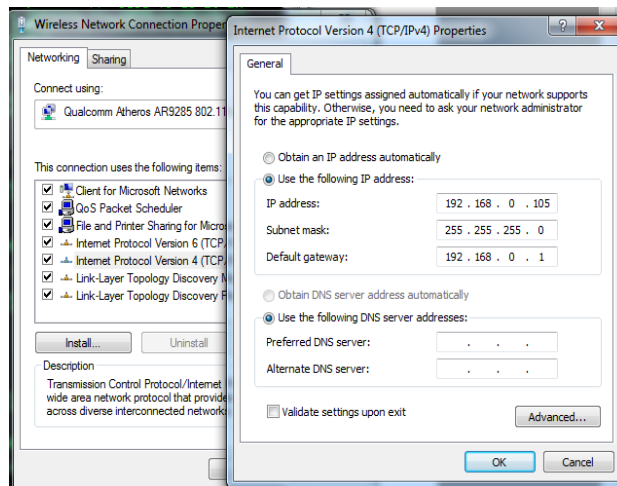 Wireless Network Connection Proper
Networking
Sharing
Connect using:
Qualcomm Atheros AR9285 802.11
This connection uses the following items:
Client for Microsoft Networks
QoS Packet Scheduler
File and Printer Sharing for Micros
Internet Protocol Version 6 (TCP/
Internet Protocol Version 4 (TCP/
Link-Layer Topology Discovery M
Link-Layer Topology Discovery R
Install...
Uninstall
Description
Transmission Control Protocol/Internet
wide area network protocol that provide
across diverse interconnected networks
Internet Protocol Version 4 (TCP/IPv4) Properties
General
You can get IP settings assigned automatically if your network supports
this capability. Otherwise, you need to ask your network administrator
for the appropriate IP settings.
Obtain an IP address automatically
Use the following IP address:
IP address: 192 . 168 . 0 . 105
Subnet mask: 255 . 255 . 255 . 0
Default gateway: 192 . 168 . 0 . 1
Obtain DNS server address automatically
Use the following DNS server addresses:
Preferred DNS server: . . .
Alternate DNS server: . . .
Validate settings upon exit
Advanced...
OK
Cancel